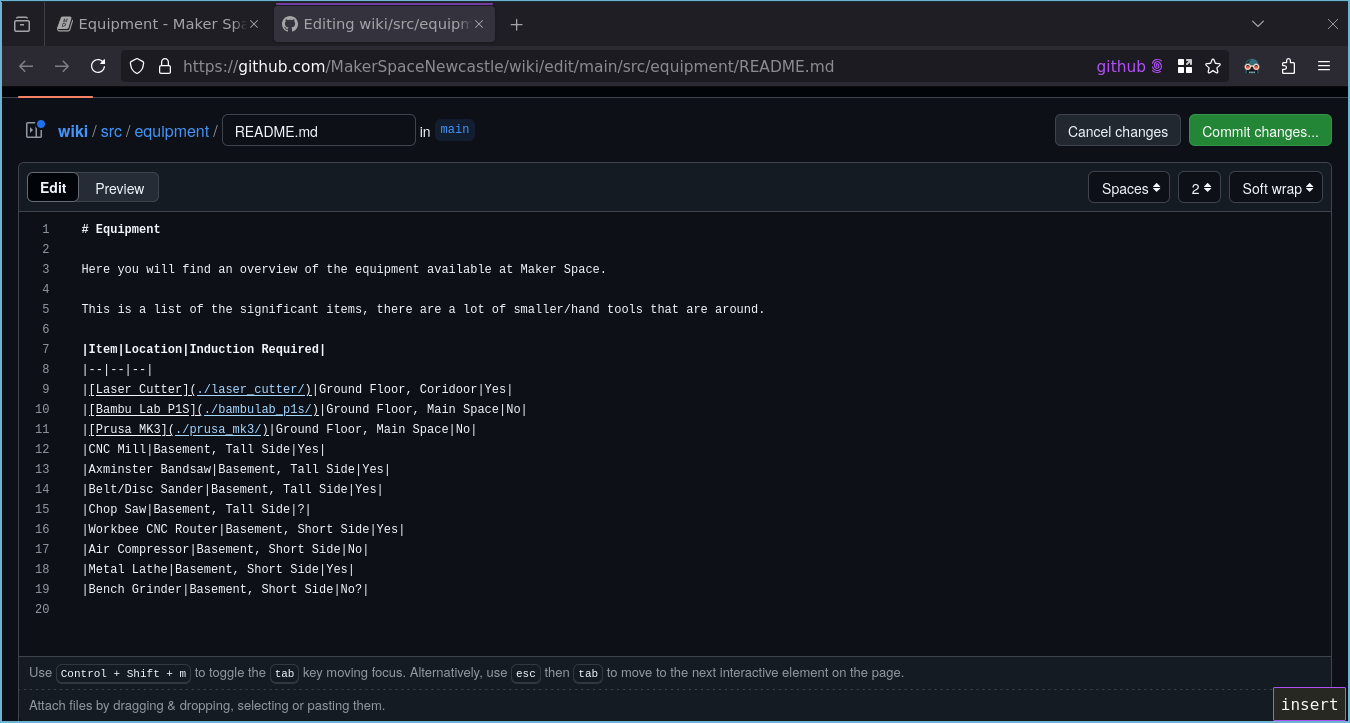 Equipment - Maker Spa
Editing wiki/src/equipm
https://github.com/MakerSpaceNewcastle/wiki/edit/main/src/equipment/README.md
github
wiki / src / equipment / README.md in main
Cancel changes
Commit changes...
Edit
Preview
Spaces
2
Soft wrap
1 # Equipment
2
3 Here you will find an overview of the equipment available at Maker Space.
4
5 This is a list of the significant items, there are a lot of smaller/hand tools that are around.
6
7 |Item|Location|Induction Required|
8 |--|--|--|
9 |[Laser Cutter](./laser_cutter/)|Ground Floor, Coridoor|Yes|
10 |[Bambu Lab P1S](./bambulab_p1s/)|Ground Floor, Main Space|No|
11 |[Prusa MK3](./prusa_mk3/)|Ground Floor, Main Space|No|
12 |CNC Mill|Basement, Tall Side|Yes|
13 |Axminster Bandsaw|Basement, Tall Side|Yes|
14 |Belt/Disc Sander|Basement, Tall Side|Yes|
15 |Chop Saw|Basement, Tall Side|?|
16 |Workbee CNC Router|Basement, Short Side|Yes|
17 |Air Compressor|Basement, Short Side|No|
18 |Metal Lathe|Basement, Short Side|Yes|
19 |Bench Grinder|Basement, Short Side|No?|
20
Use Control + Shift + m to toggle the tab key moving focus. Alternatively, use esc then tab to move to the next interactive element on the page.
Attach files by dragging & dropping, selecting or pasting them.
insert